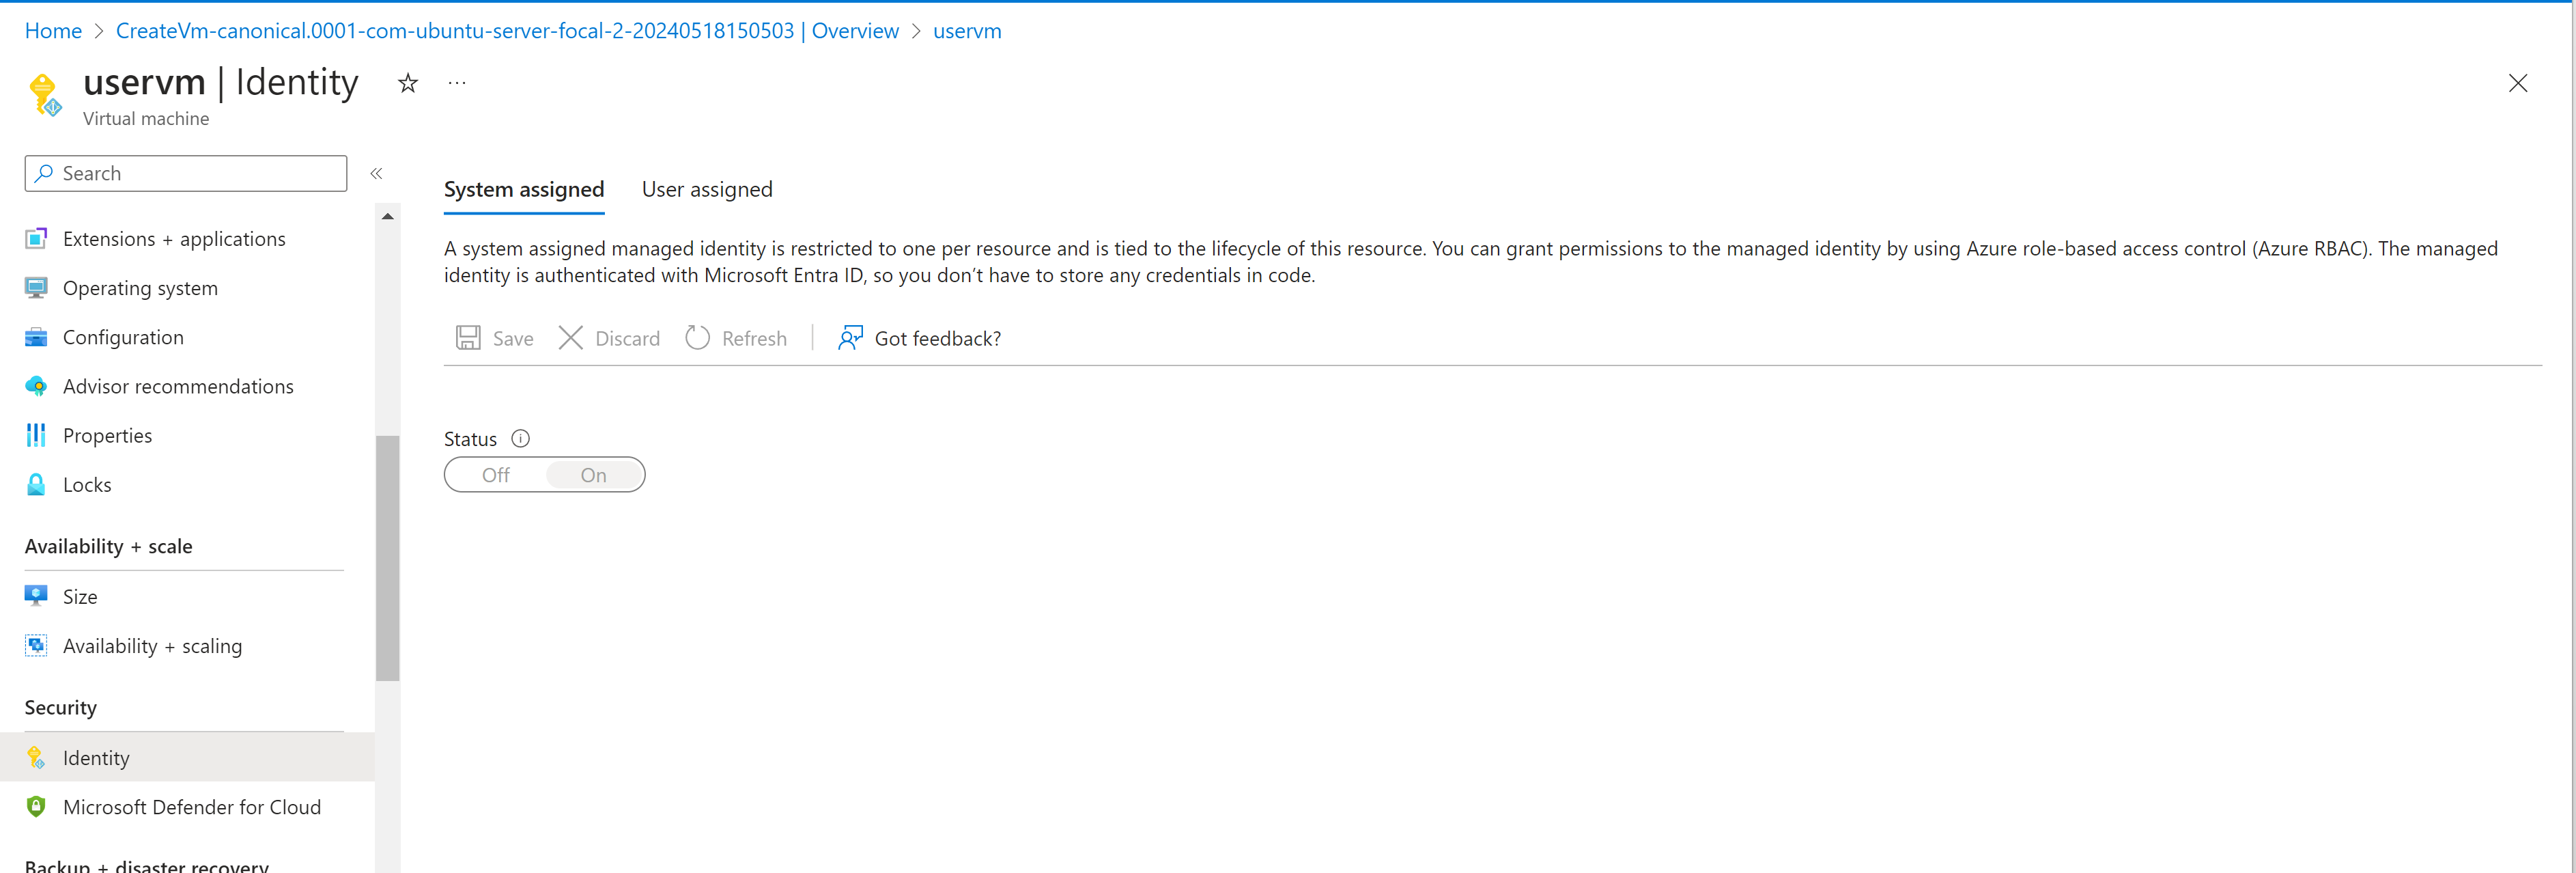 Home > CreateVm-canonical.0001-com-ubuntu-server-focal-2-20240518150503 | Overview > uservm
uservm | Identity
Virtual machine
Search
Extensions + applications
Operating system
Configuration
Advisor recommendations
Properties
Locks
Availability + scale
Size
Availability + scaling
Security
Identity
Microsoft Defender for Cloud
Backup + disaster recovery
System assigned User assigned
A system assigned managed identity is restricted to one per resource and is tied to the lifecycle of this resource. You can grant permissions to the managed identity by using Azure role-based access control (Azure RBAC). The managed
identity is authenticated with Microsoft Entra ID, so you don’t have to store any credentials in code.
Save Discard Refresh Got feedback?
Status
Off On